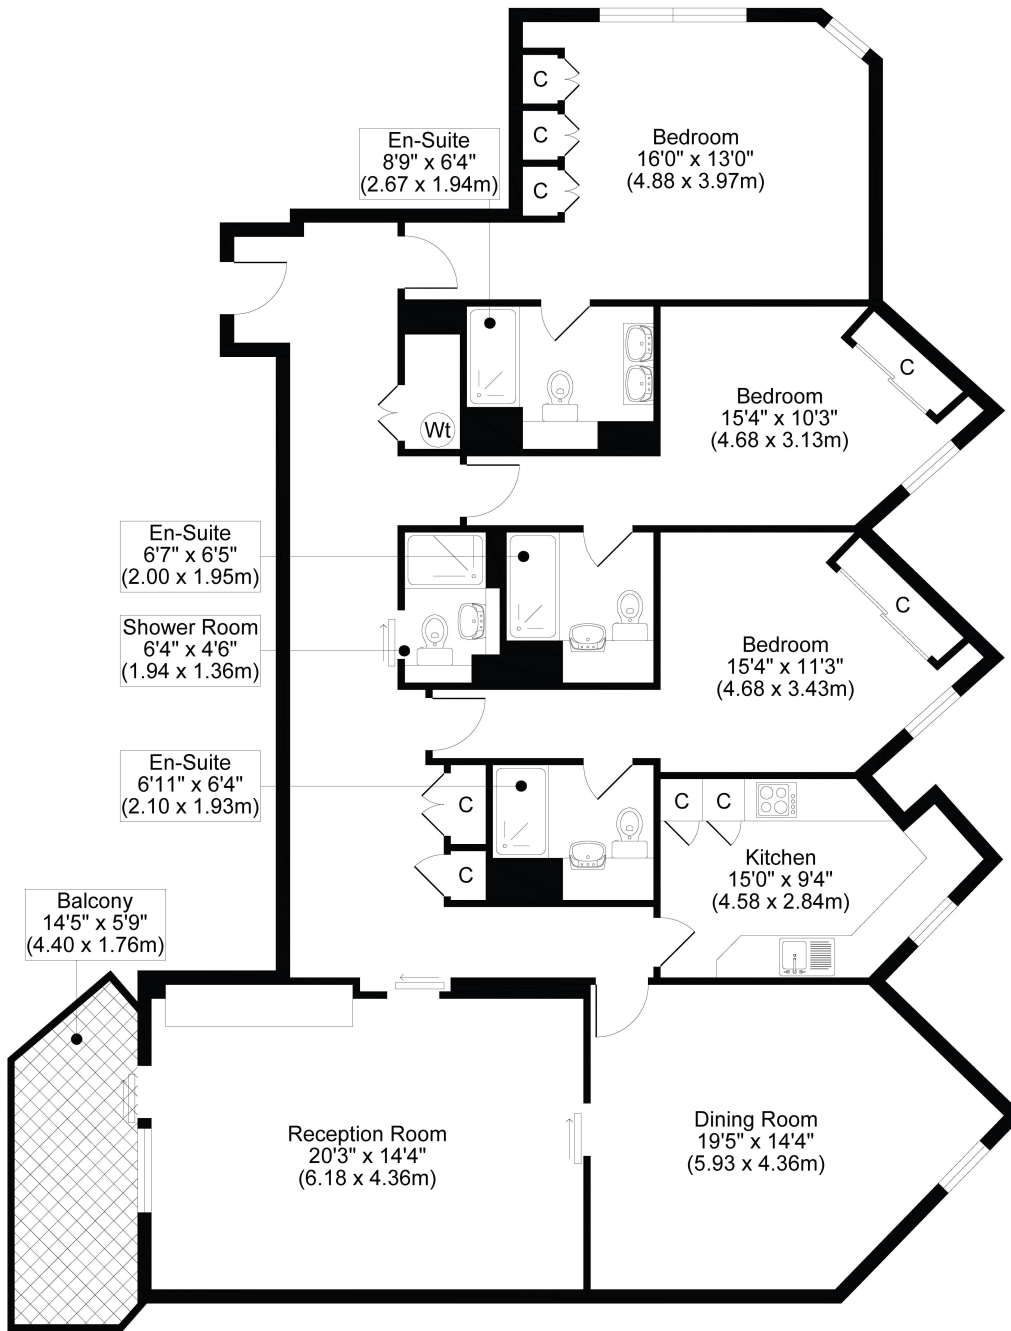 En-Suite
8'9" x 6'4"
(2.67 x 1.94m)
C
C
C
Bedroom
16'0" x 13'0"
(4.88 x 3.97m)
Wt
Bedroom
15'4" x 10'3"
(4.68 x 3.13m)
C
En-Suite
6'7" x 6'5"
(2.00 x 1.95m)
Shower Room
6'4" x 4'6"
(1.94 x 1.36m)
C
Bedroom
15'4" x 11'3"
(4.68 x 3.43m)
En-Suite
6'11" x 6'4"
(2.10 x 1.93m)
C
C
C
C
Kitchen
15'0" x 9'4"
(4.58 x 2.84m)
Balcony
14'5" x 5'9"
(4.40 x 1.76m)
Reception Room
20'3" x 14'4"
(6.18 x 4.36m)
Dining Room
19'5" x 14'4"
(5.93 x 4.36m)